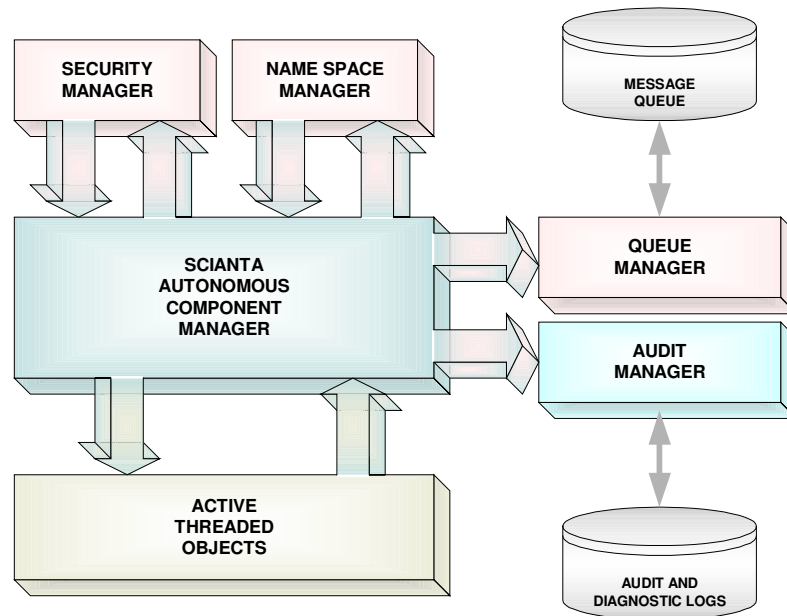 SECURITY
MANAGER
NAME SPACE
MANAGER
MESSAGE
QUEUE
SCIANTA
AUTONOMOUS
COMPONENT
MANAGER
QUEUE
MANAGER
AUDIT
MANAGER
ACTIVE
THREADED
OBJECTS
AUDIT AND
DIAGNOSTIC LOGS